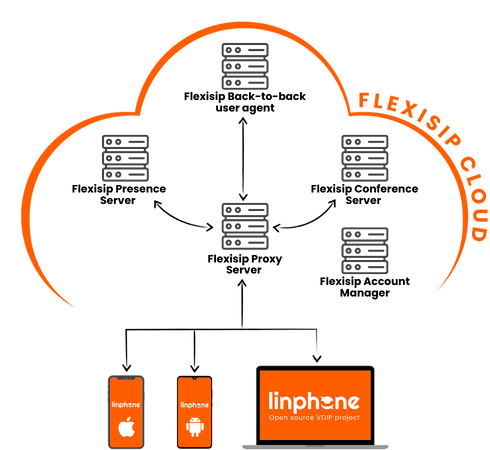 FLEXISIP CLOUD
Flexisip Back-to-back
user agent
Flexisip Presence
Server
Flexisip Conference
Server
Flexisip Proxy
Server
Flexisip Account
Manager
linphone
linphone
linphone
Open source VOIP project